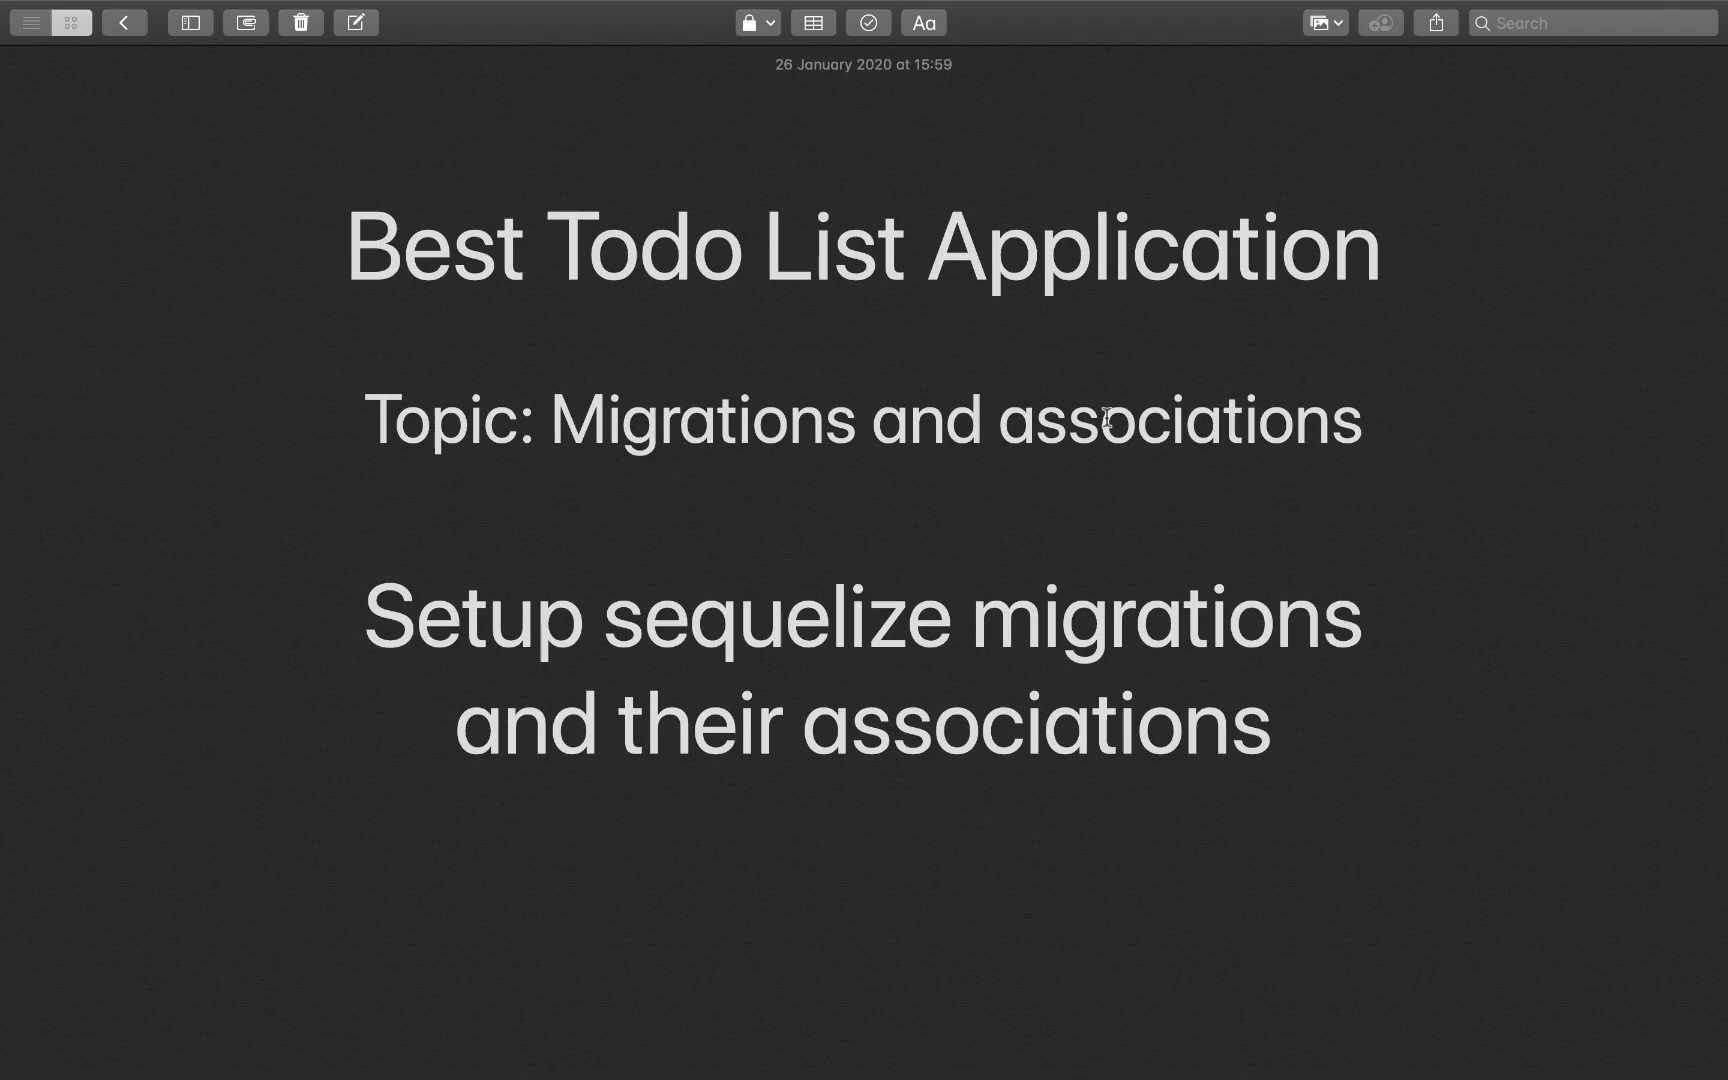 Aa
Search
26 January 2020 at 15:59
Best Todo List Application
Topic: Migrations and associations
Setup sequelize migrations
and their associations